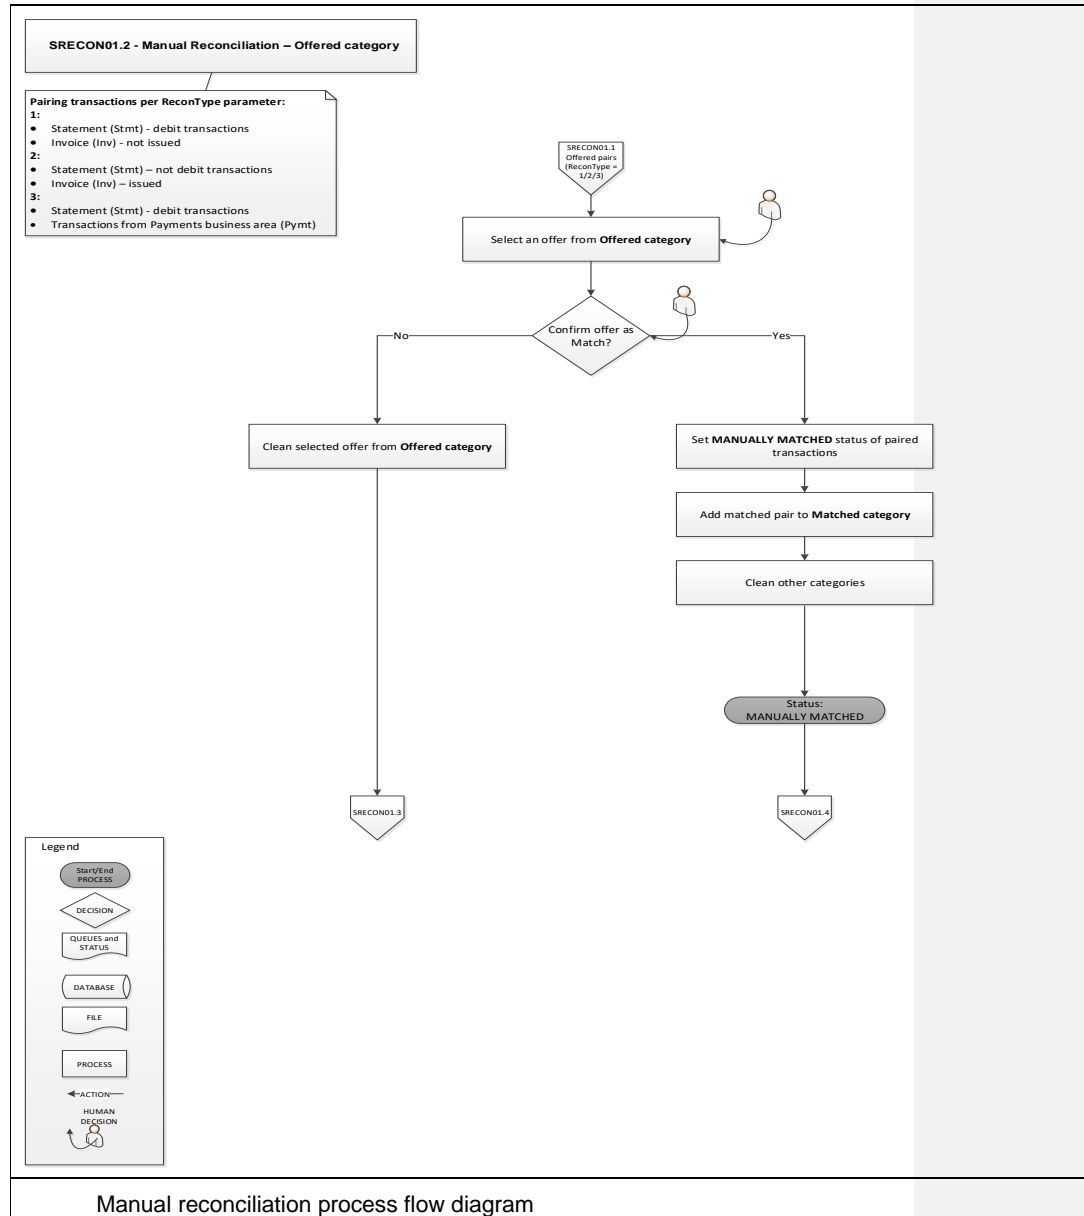 SRECON01.2 - Manual Reconciliation – Offered category
Pairing transactions per ReconType parameter:
1:
• Statement (Stmt) - debit transactions
• Invoice (Inv) - not issued
2:
• Statement (Stmt) – not debit transactions
• Invoice (Inv) – issued
3:
• Statement (Stmt) - debit transactions
• Transactions from Payments business area (Pymt)
SRECON01.1
Offered pairs
(ReconType =
1/2/3)
Select an offer from Offered category
Confirm offer as
Match?
No
Yes
Clean selected offer from Offered category
Set MANUALLY MATCHED status of paired
transactions
Add matched pair to Matched category
Clean other categories
Status:
MANUALLY MATCHED
SRECON01.3
SRECON01.4
Legend
Start/End
PROCESS
DECISION
QUEUES and
STATUS
DATABASE
FILE
PROCESS
ACTION
HUMAN
DECISION
Manual reconciliation process flow diagram